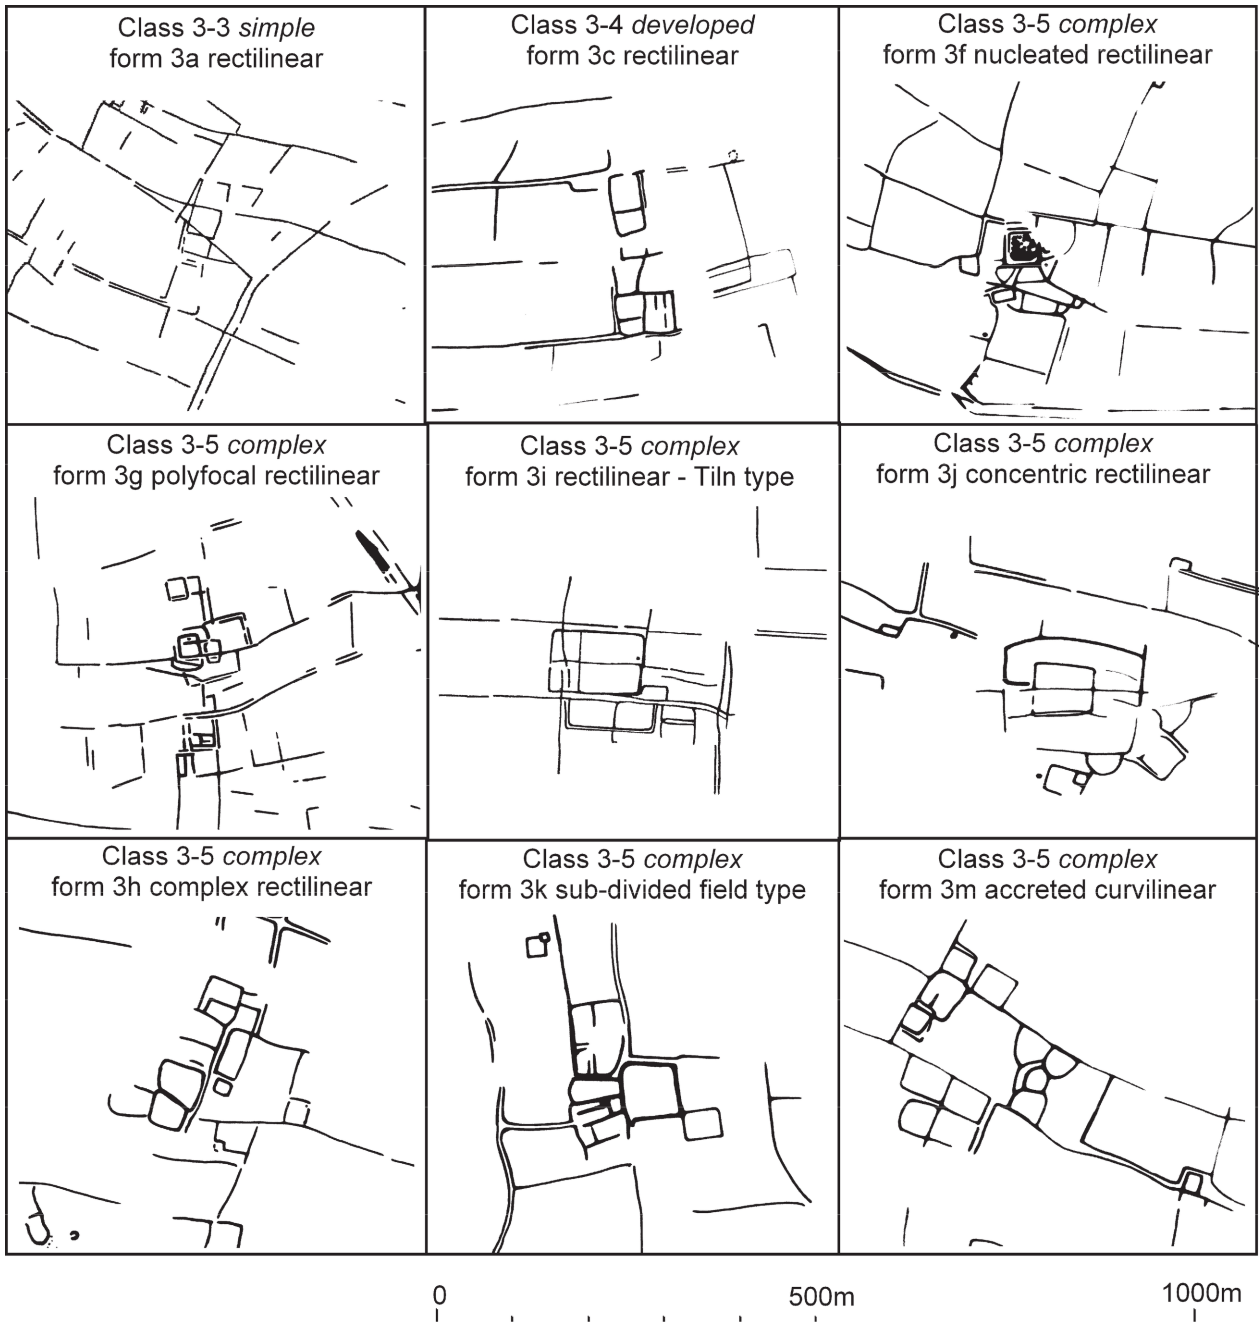 Class 3-3 simple
form 3a rectilinear
Class 3-4 developed
form 3c rectilinear
Class 3-5 complex
form 3f nucleated rectilinear
Class 3-5 complex
form 3g polyfocal rectilinear
Class 3-5 complex
form 3i rectilinear - Tiln type
Class 3-5 complex
form 3j concentric rectilinear
Class 3-5 complex
form 3h complex rectilinear
Class 3-5 complex
form 3k sub-divided field type
Class 3-5 complex
form 3m accreted curvilinear
0 500m 1000m